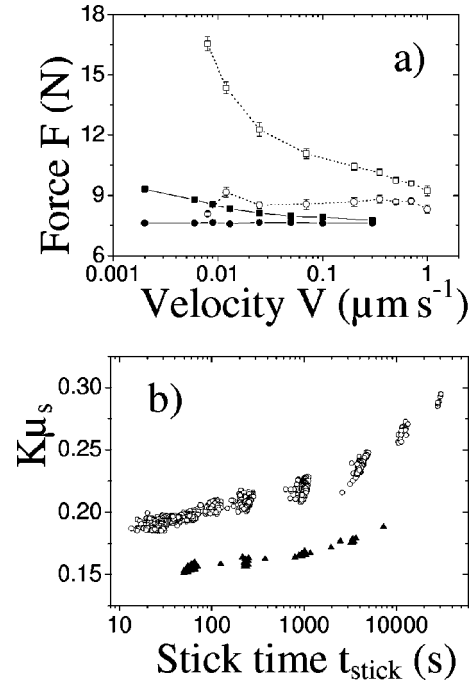 18
15
12
9
6
Force F (N)
a)
0.001 0.01 0.1 1
Velocity V (μm s⁻¹)
0.30
0.25
0.20
0.15
Kμₛ
b)
10 100 1000 10000
Stick time t_stick (s)